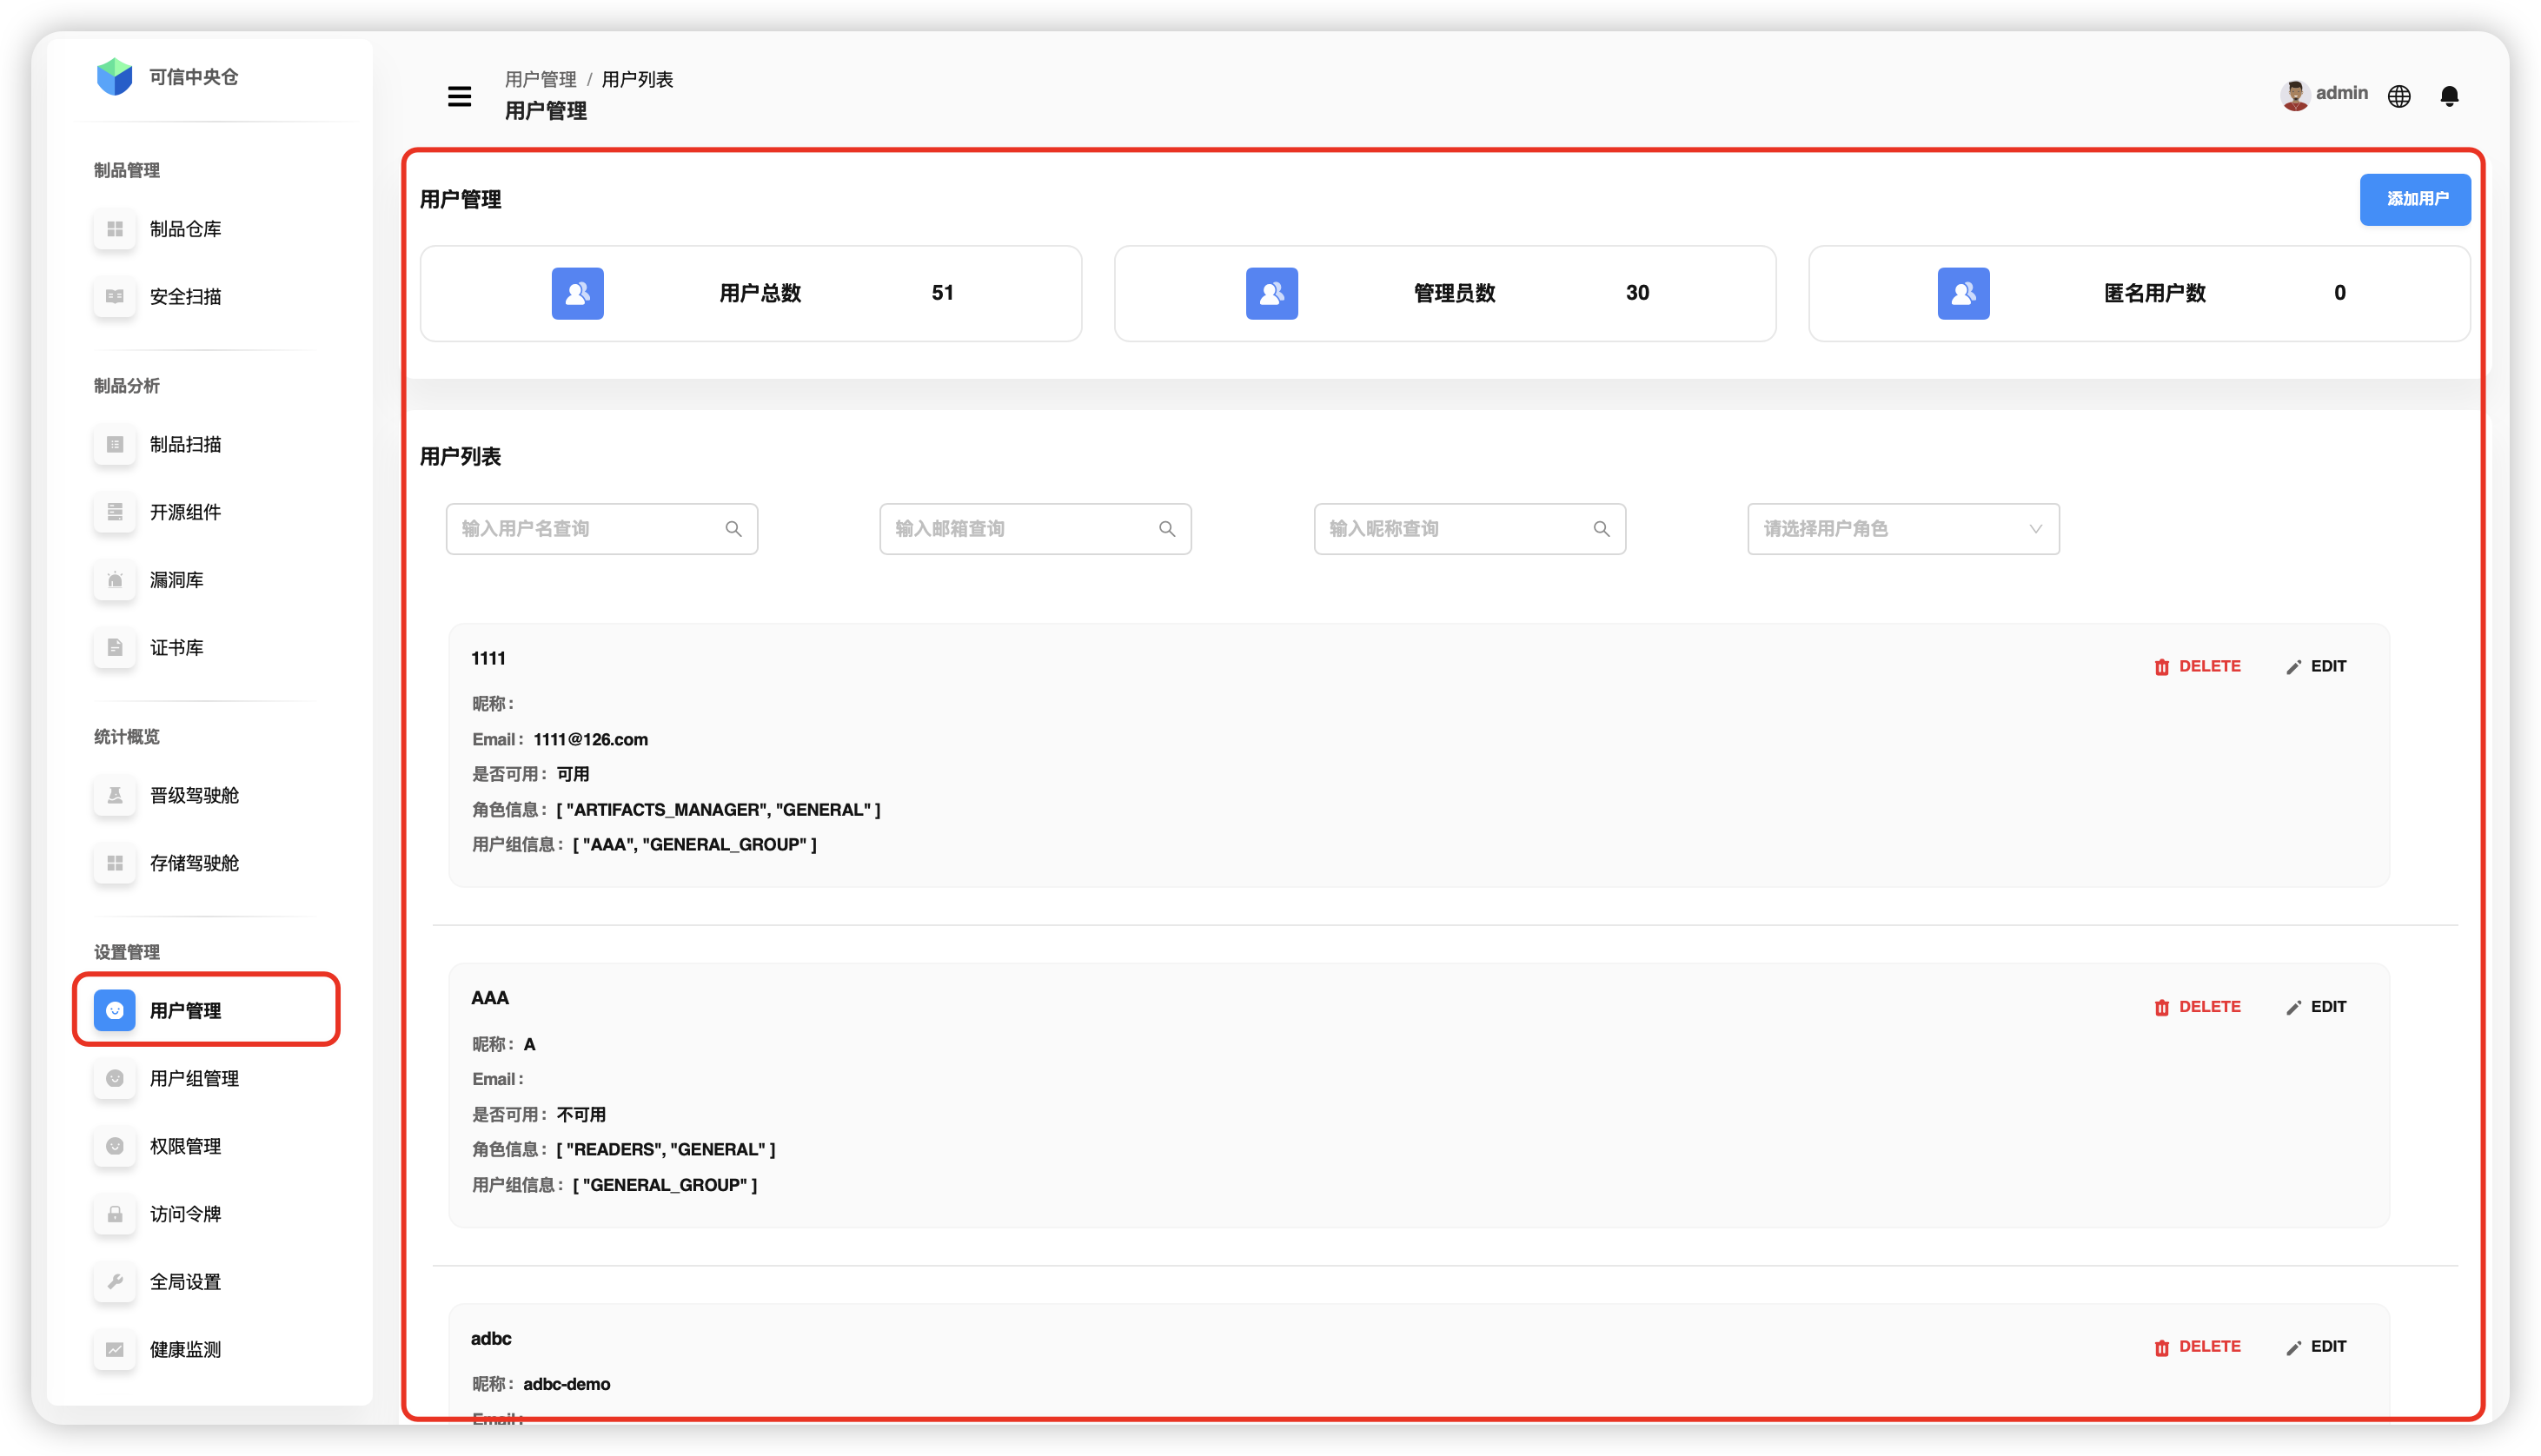 可信中央仓
制品管理
制品仓库
安全扫描
制品分析
制品扫描
开源组件
漏洞库
证书库
统计概览
晋级驾驶舱
存储驾驶舱
设置管理
用户管理
用户组管理
权限管理
访问令牌
全局设置
健康监测
用户管理 / 用户列表
用户管理
admin
用户管理
添加用户
用户总数 51
管理员数 30
匿名用户数 0
用户列表
输入用户名查询
输入邮箱查询
输入昵称查询
请选择用户角色
1111
DELETE
EDIT
昵称：
Email： 1111@126.com
是否可用： 可用
角色信息： [ "ARTIFACTS_MANAGER", "GENERAL" ]
用户组信息： [ "AAA", "GENERAL_GROUP" ]
AAA
DELETE
EDIT
昵称： A
Email：
是否可用： 不可用
角色信息： [ "READERS", "GENERAL" ]
用户组信息： [ "GENERAL_GROUP" ]
adbc
DELETE
EDIT
昵称： adbc-demo
Email：